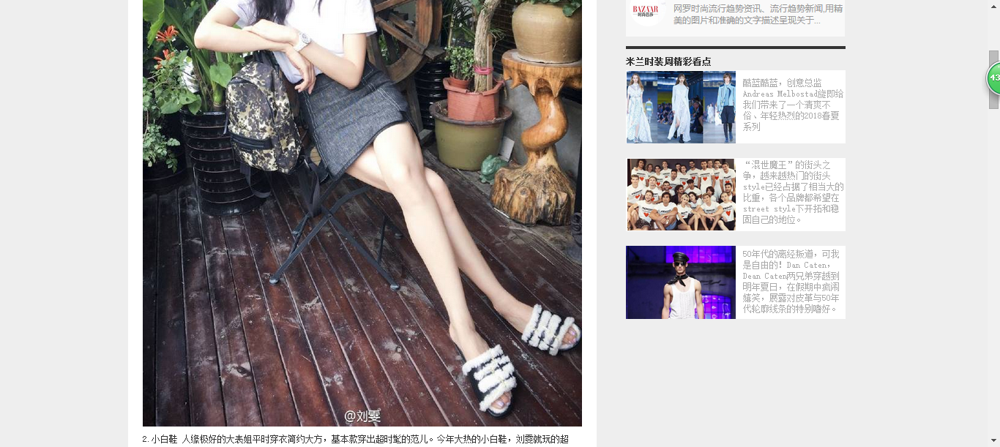 @刘雯
2.小白鞋 人缘极好的大表姐平时穿衣简约大方，基本款穿出超时髦的范儿。今年大热的小白鞋，刘雯就玩的超
BAZAAR
时尚芭莎
网罗时尚流行趋势资讯、流行趋势新闻,用精
美的图片和准确的文字描述呈现关于...
米兰时装周精彩看点
酷蓝酷蓝，创意总监
Andreas Melbostad旋即给
我们带来了一个清爽不
俗、年轻热烈的2018春夏
系列
“混世魔王”的街头之
争，越来越热门的街头
style已经占据了相当大的
比重，各个品牌都希望在
street style下开拓和稳
固自己的地位。
50年代的离经叛道，可我
是自由的！Dan Caten，
Dean Caten两兄弟穿越到
明年夏日，在假期中疯闹
嬉笑，展露对皮革与50年
代轮廓线条的特别嗜好。
43